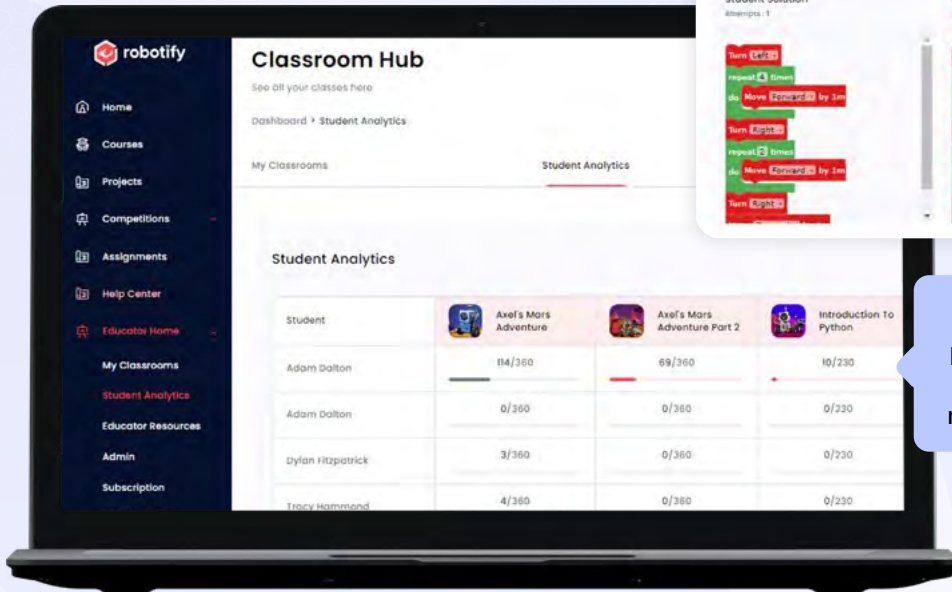 robotify
Home
Courses
Projects
Competitions
Assignments
Help Center
Educator Home
My Classrooms
Student Analytics
Educator Resources
Admin
Subscription
Classroom Hub
See all your classes here
Dashboard > Student Analytics
My Classrooms
Student Analytics
Student Analytics
Student
Axel's Mars
Adventure
Axel's Mars
Adventure Part 2
Introduction To
Python
Adam Dalton
114/360
69/360
10/230
Adam Dalton
0/360
0/360
0/230
Dylan Fitzpatrick
3/360
0/360
0/230
Tracy Hammond
4/360
0/360
0/230
Student Solution
Attempts: 1
Turn Left
repeat 4 times
do Move Forward by 1m
Turn Right
repeat 2 times
do Move Forward by 1m
Turn Right